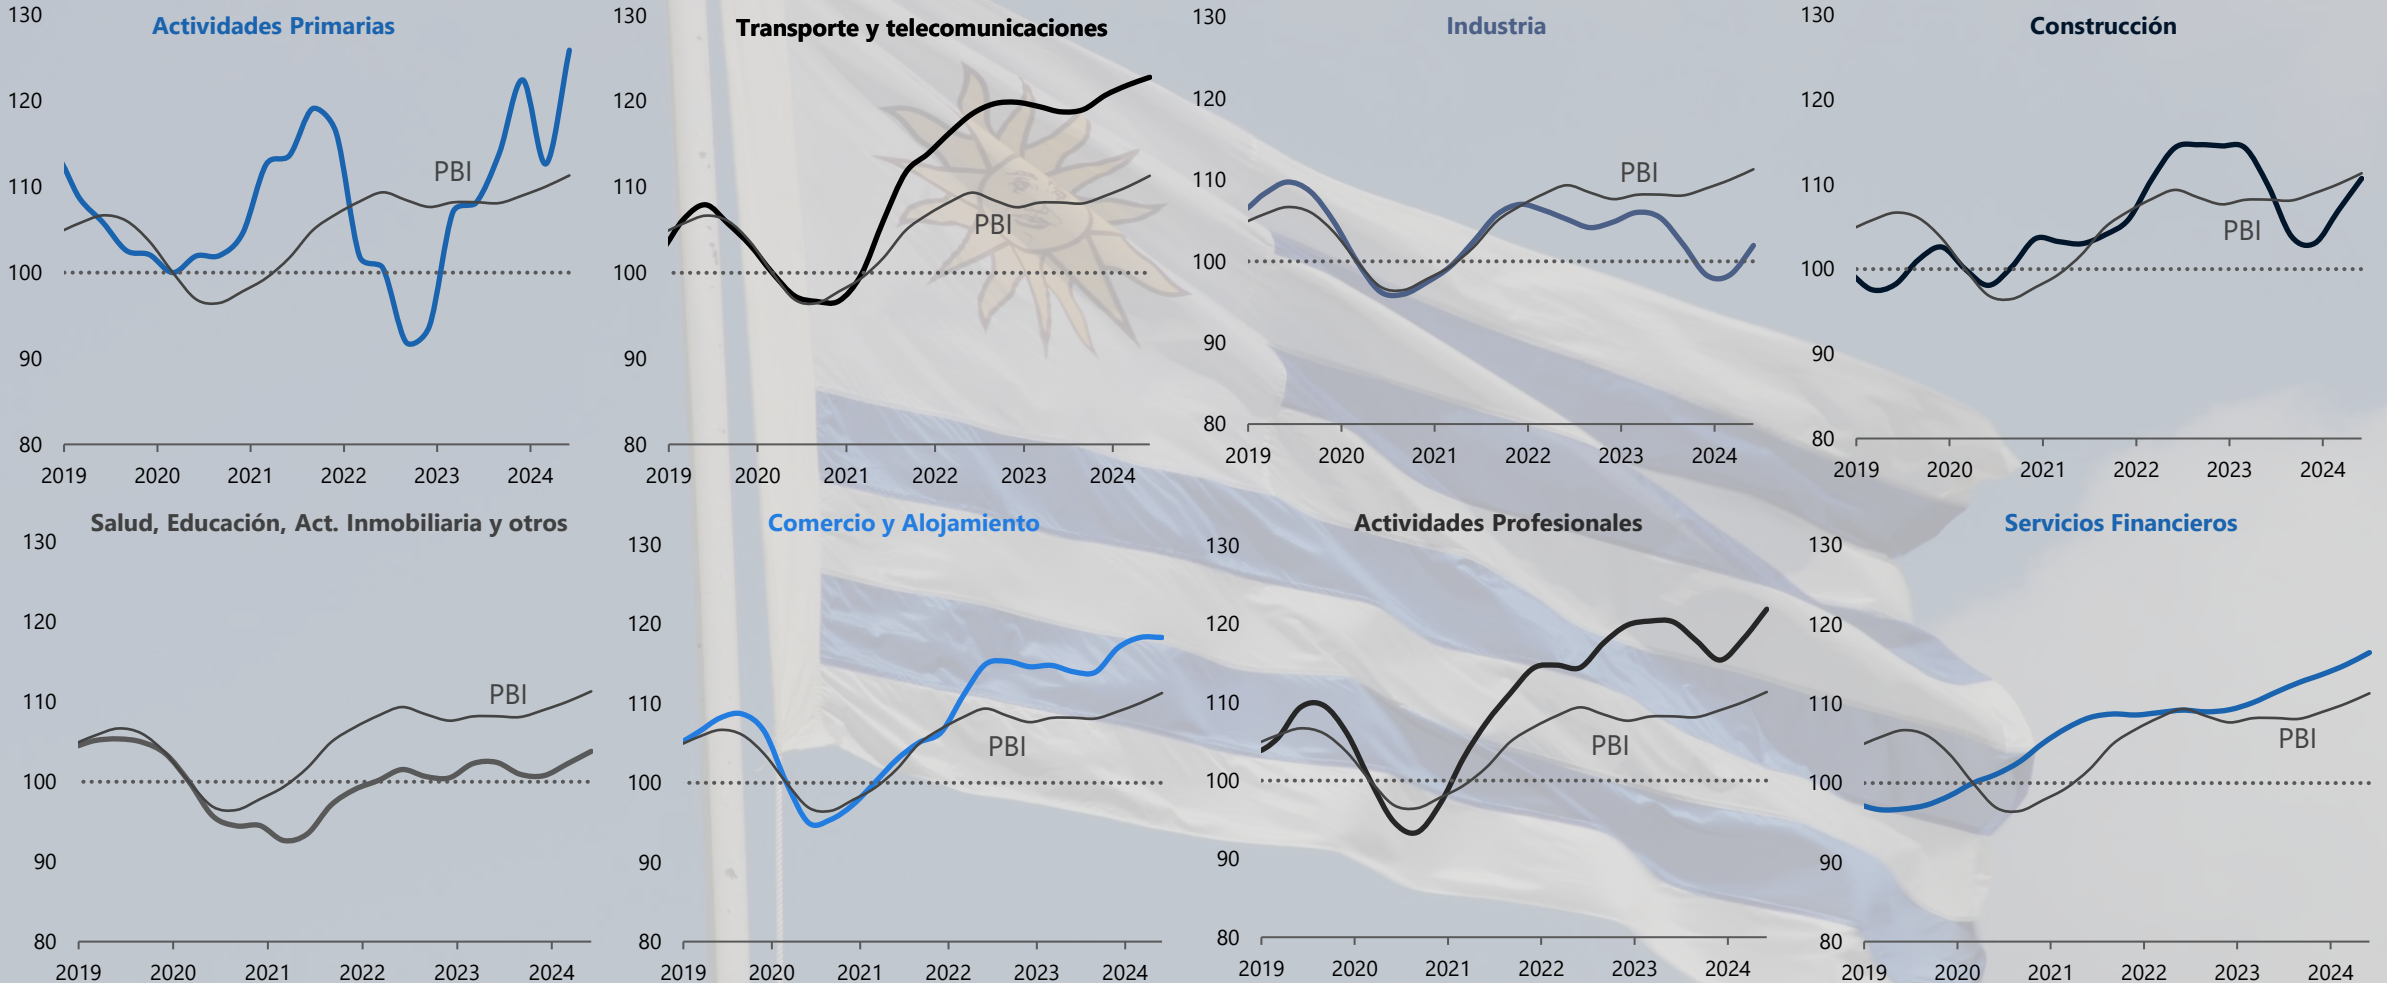 Actividades Primarias
130
120
110
100
90
80
PBI
2019 2020 2021 2022 2023 2024
Transporte y telecomunicaciones
130
120
110
100
90
80
PBI
2019 2020 2021 2022 2023 2024
Industria
130
120
110
100
90
80
PBI
2019 2020 2021 2022 2023 2024
Construcción
130
120
110
100
90
80
PBI
2019 2020 2021 2022 2023 2024
Salud, Educación, Act. Inmobiliaria y otros
130
120
110
100
90
80
PBI
2019 2020 2021 2022 2023 2024
Comercio y Alojamiento
130
120
110
100
90
80
PBI
2019 2020 2021 2022 2023 2024
Actividades Profesionales
130
120
110
100
90
80
PBI
2019 2020 2021 2022 2023 2024
Servicios Financieros
130
120
110
100
90
80
PBI
2019 2020 2021 2022 2023 2024